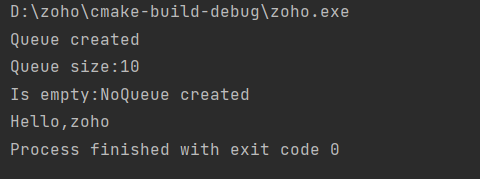 D:\zoho\cmake-build-debug\zoho.exe
Queue created
Queue size:10
Is empty:NoQueue created
Hello,zoho
Process finished with exit code 0